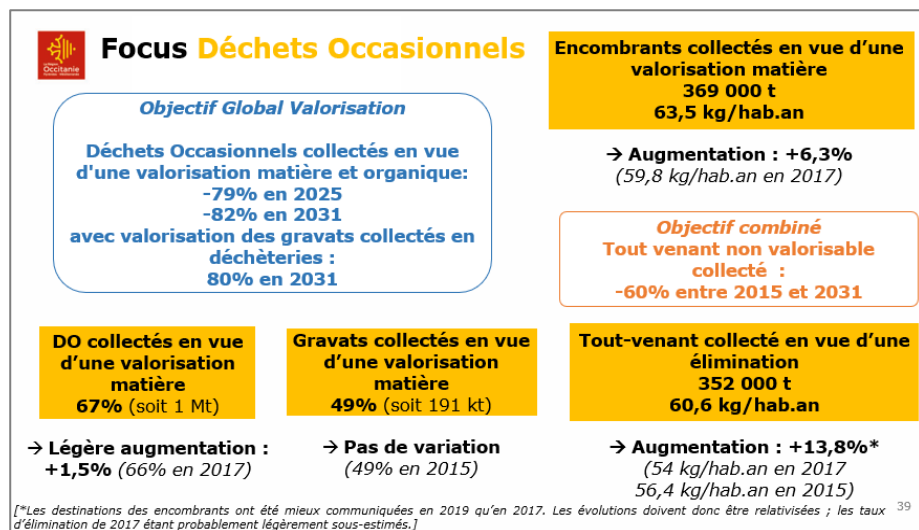 Focus Déchets Occasionnels
Occitanie
Objectif Global Valorisation
Déchets Occasionnels collectés en vue
d'une valorisation matière et organique:
-79% en 2025
-82% en 2031
avec valorisation des gravats collectés en
déchèteries :
80% en 2031
Encombrants collectés en vue d’une
valorisation matière
369 000 t
63,5 kg/hab.an
→ Augmentation : +6,3%
(59,8 kg/hab.an en 2017)
Objectif combiné
Tout venant non valorisable
collecté :
-60% entre 2015 et 2031
DO collectés en vue
d’une valorisation
matière
67% (soit 1 Mt)
→ Légère augmentation :
+1,5% (66% en 2017)
Gravats collectés en vue
d’une valorisation
matière
49% (soit 191 kt)
→ Pas de variation
(49% en 2015)
Tout-venant collecté en vue d’une
élimination
352 000 t
60,6 kg/hab.an
→ Augmentation : +13,8%*
(54 kg/hab.an en 2017
56,4 kg/hab.an en 2015)
[*Les destinations des encombrants ont été mieux communiquées en 2019 qu’en 2017. Les évolutions doivent donc être relativisées ; les taux
d’élimination de 2017 étant probablement légèrement sous-estimés.]
39